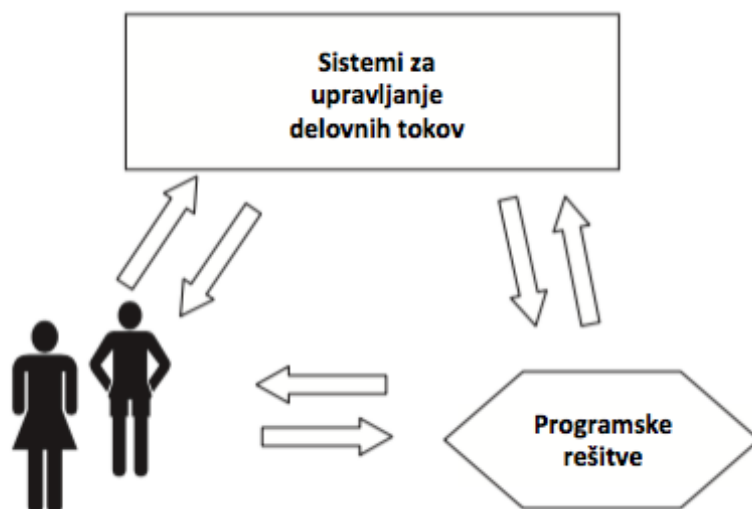 Sistemi za
upravljanje
delovnih tokov
Programske
rešitve